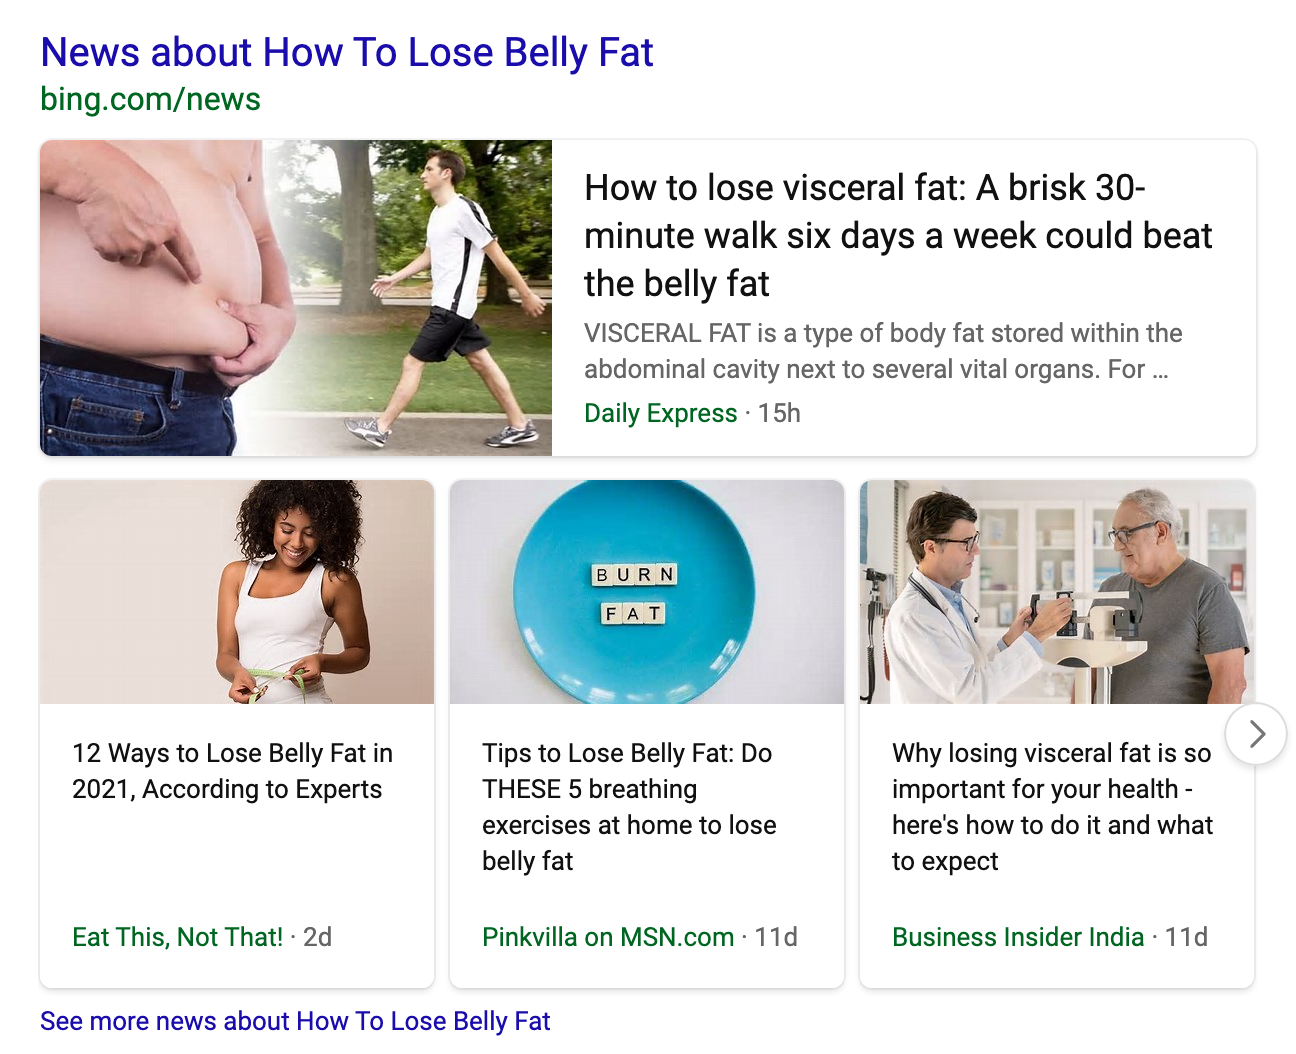 News about How To Lose Belly Fat
bing.com/news
How to lose visceral fat: A brisk 30-
minute walk six days a week could beat
the belly fat
VISCERAL FAT is a type of body fat stored within the
abdominal cavity next to several vital organs. For ...
Daily Express · 15h
BURN
FAT
12 Ways to Lose Belly Fat in
2021, According to Experts
Eat This, Not That! · 2d
Tips to Lose Belly Fat: Do
THESE 5 breathing
exercises at home to lose
belly fat
Pinkvilla on MSN.com · 11d
Why losing visceral fat is so
important for your health -
here's how to do it and what
to expect
Business Insider India · 11d
See more news about How To Lose Belly Fat